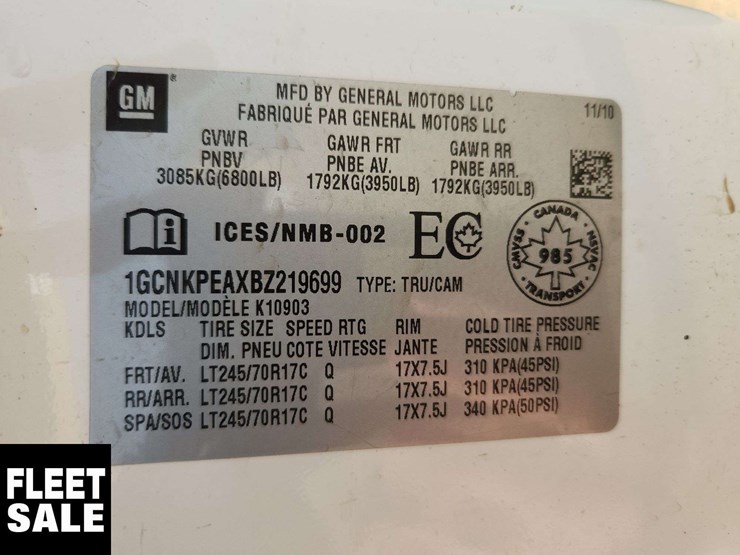 GM
MFD BY GENERAL MOTORS LLC
FABRIQUÉ PAR GENERAL MOTORS LLC
11/10
GVWR GAWR FRT GAWR RR
PNBV PNBE AV. PNBE ARR.
3085KG(6800LB) 1792KG(3950LB) 1792KG(3950LB)
i ICES/NMB-002 EC
CANADA
CMVSS 985 NSVAC
TRANSPORT
1GCNKPEAXBZ219699 TYPE: TRU/CAM
MODEL/MODÈLE K10903
KDLS TIRE SIZE SPEED RTG RIM COLD TIRE PRESSURE
DIM. PNEU COTE VITESSE JANTE PRESSION À FROID
FRT/AV. LT245/70R17C Q 17X7.5J 310 KPA(45PSI)
RR/ARR. LT245/70R17C Q 17X7.5J 310 KPA(45PSI)
SPA/SOS LT245/70R17C Q 17X7.5J 340 KPA(50PSI)
FLEET
SALE